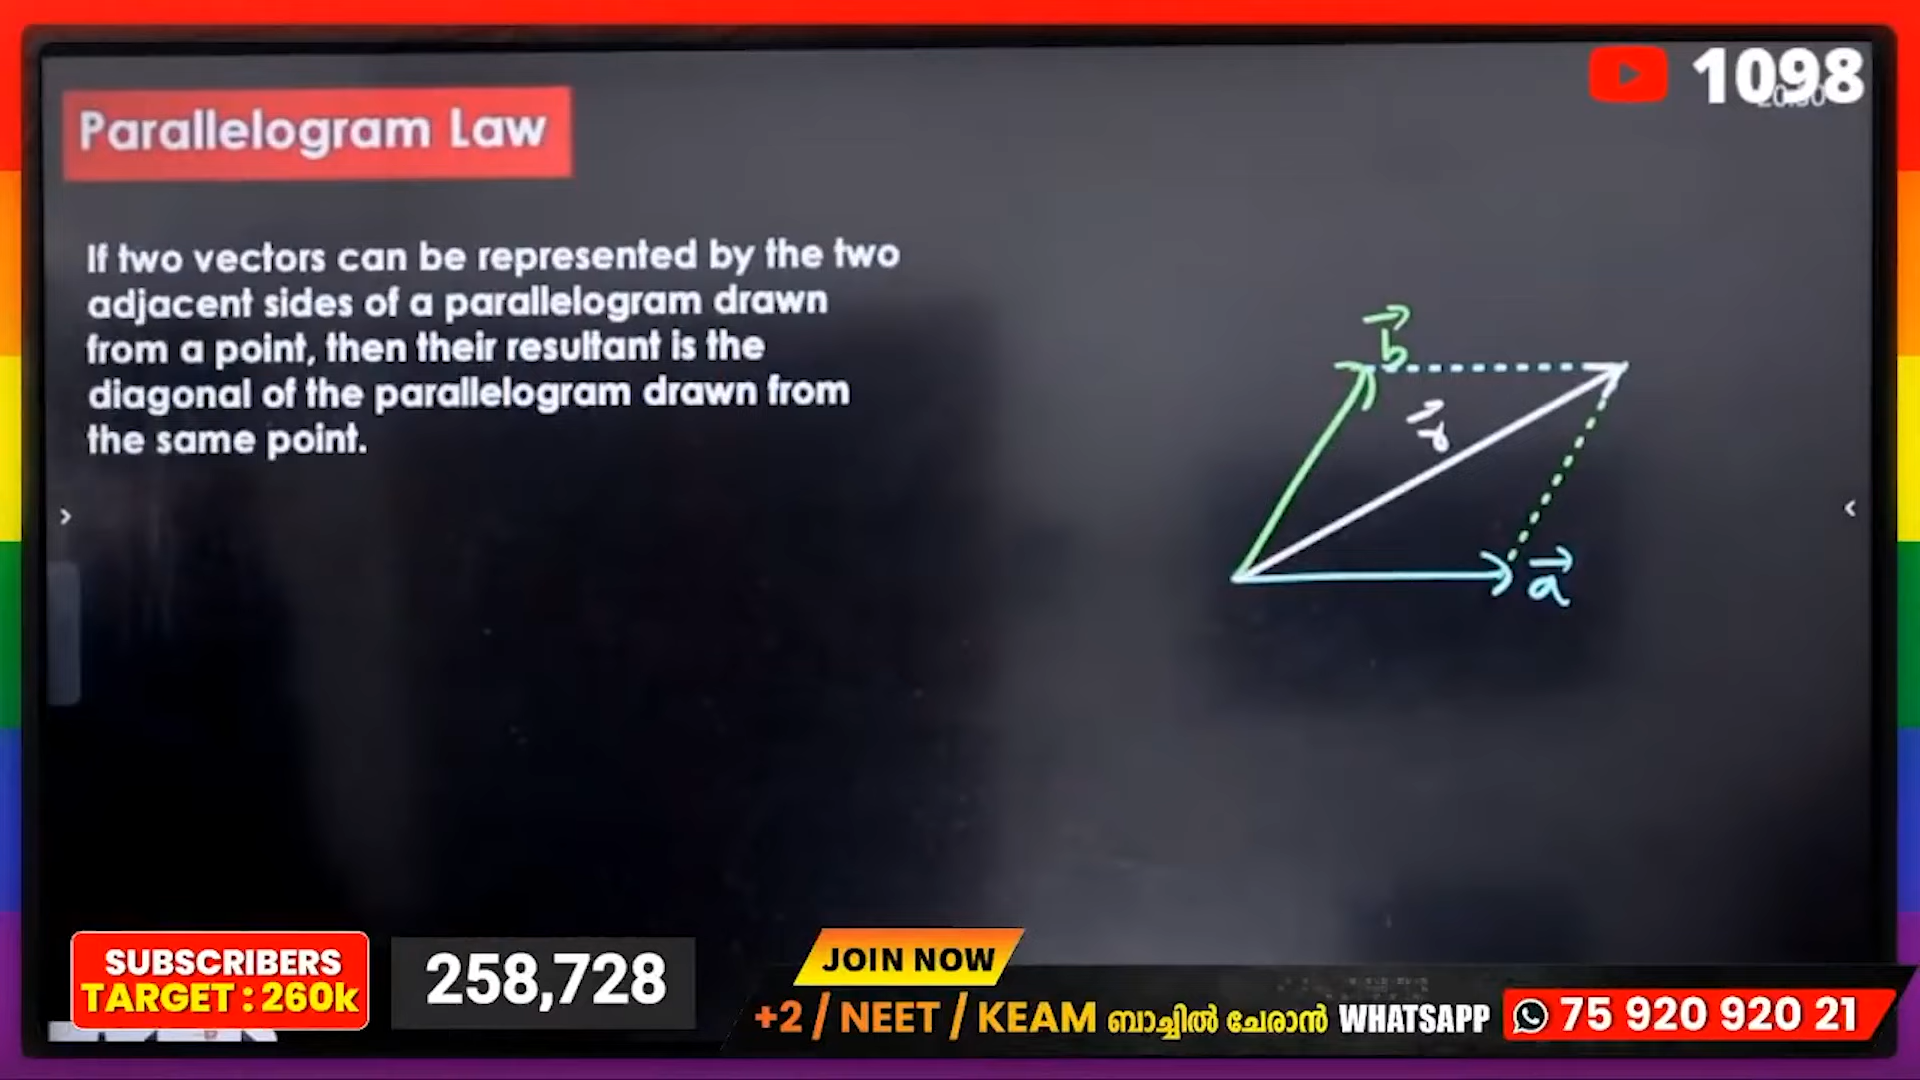 1098
Parallelogram Law
If two vectors can be represented by the two
adjacent sides of a parallelogram drawn
from a point, then their resultant is the
diagonal of the parallelogram drawn from
the same point.
b
r
a
SUBSCRIBERS
TARGET : 260k
258,728
JOIN NOW
+2 / NEET / KEAM ബാച്ചിൽ ചേരാൻ WHATSAPP 75 920 920 21